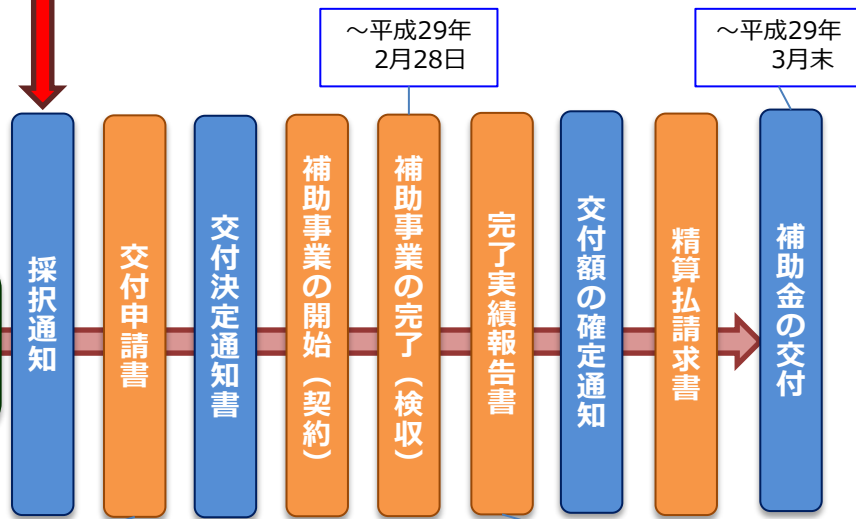 ～平成29年
2月28日
～平成29年
3月末
採択通知
交付申請書
交付決定通知書
補助事業の開始（契約）
補助事業の完了（検収）
完了実績報告書
交付額の確定通知
精算払請求書
補助金の交付